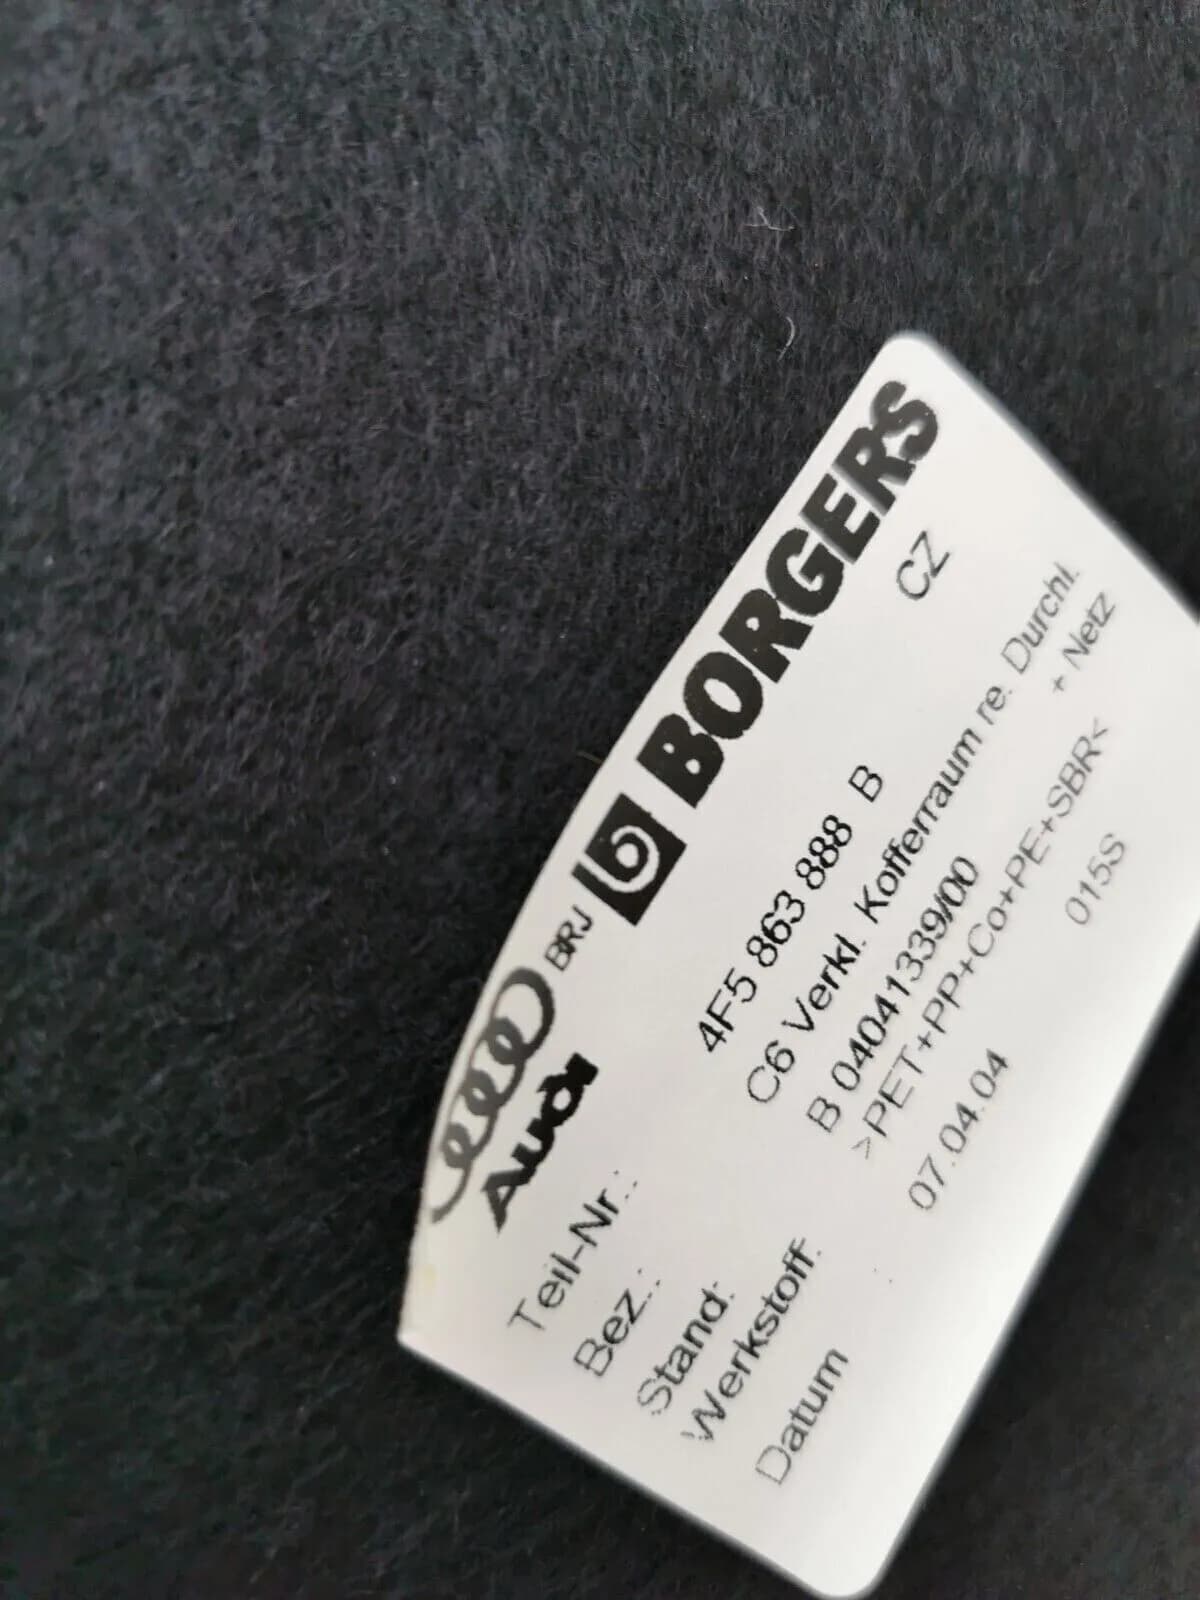 Audi BRJ b BORGERS
CZ
Teil-Nr.: 4F5 863 888 B
Bez.: C6 Verkl. Kofferraum re. Durchl.
+ Netz
Stand: B 04041339/00
Werkstoff: >PET+PP+Co+PE+SBR<
Datum 07.04.04 015S